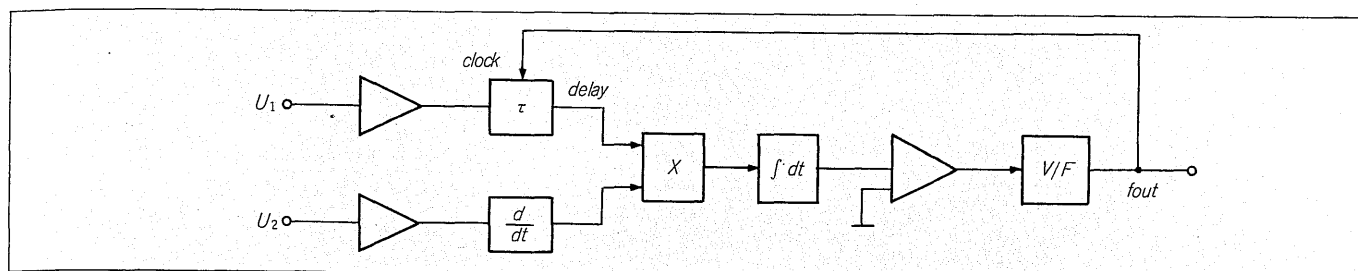 clock
U1
τ
delay
X
∫ dt
V/F
fout
U2
d
dt